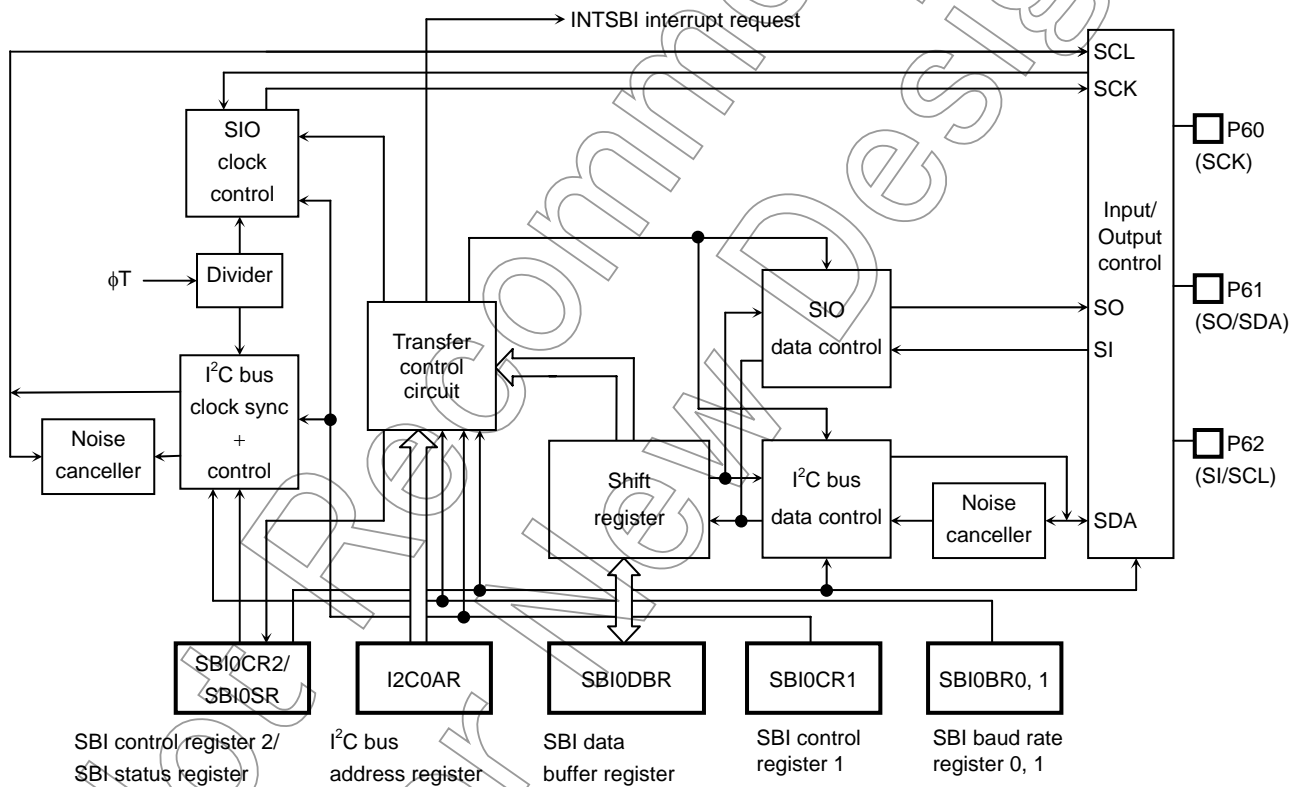 INTSBI interrupt request
SCL
SCK
SIO
clock
control
P60
(SCK)
Input/
Output
control
φT
Divider
SIO
data control
SO
SI
P61
(SO/SDA)
Transfer
control
circuit
I²C bus
clock sync
+
control
Noise
canceller
Shift
register
I²C bus
data control
Noise
canceller
SDA
P62
(SI/SCL)
SBI0CR2/
SBI0SR
I2C0AR
SBI0DBR
SBI0CR1
SBI0BR0, 1
SBI control register 2/
SBI status register
I²C bus
address register
SBI data
buffer register
SBI control
register 1
SBI baud rate
register 0, 1